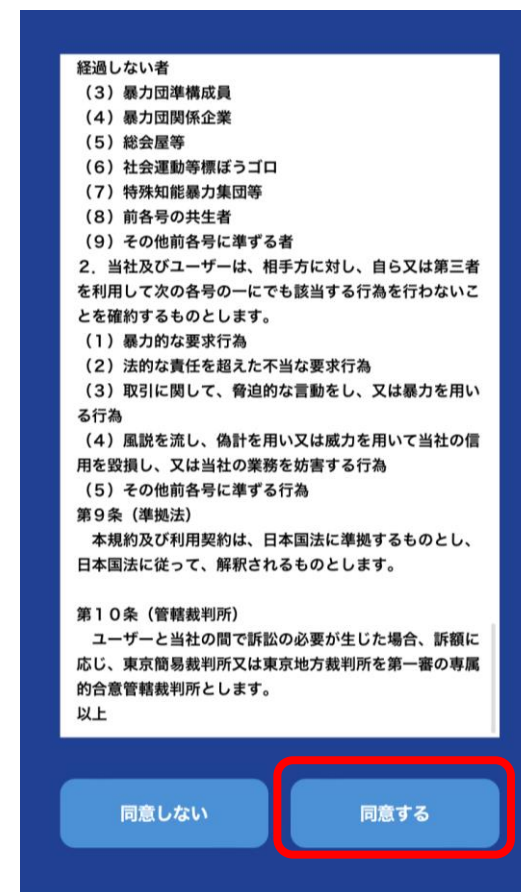 経過しない者
（３）暴力団準構成員
（４）暴力団関係企業
（５）総会屋等
（６）社会運動等標ぼうゴロ
（７）特殊知能暴力集団等
（８）前各号の共生者
（９）その他前各号に準ずる者
２．当社及びユーザーは、相手方に対し、自ら又は第三者
を利用して次の各号の一にでも該当する行為を行わないこ
とを確約するものとします。
（１）暴力的な要求行為
（２）法的な責任を超えた不当な要求行為
（３）取引に関して、脅迫的な言動をし、又は暴力を用い
る行為
（４）風説を流し、偽計を用い又は威力を用いて当社の信
用を毀損し、又は当社の業務を妨害する行為
（５）その他前各号に準ずる行為
第９条（準拠法）
本規約及び利用契約は、日本国法に準拠するものとし、
日本国法に従って、解釈されるものとします。
第１０条（管轄裁判所）
ユーザーと当社の間で訴訟の必要が生じた場合、訴額に
応じ、東京簡易裁判所又は東京地方裁判所を第一審の専属
的合意管轄裁判所とします。
以上
同意しない
同意する